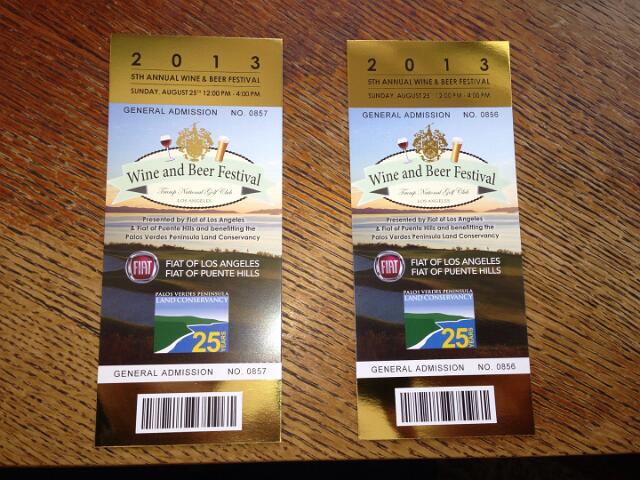 2013
5TH ANNUAL WINE & BEER FESTIVAL
SUNDAY, AUGUST 25TH 12:00 PM - 4:00 PM
GENERAL ADMISSION NO. 0857
Wine and Beer Festival
Trump National Golf Club
LOS ANGELES
Presented by Fiat of Los Angeles
& Fiat of Puente Hills and benefitting the
Palos Verdes Peninsula Land Conservancy
FIAT
FIAT OF LOS ANGELES
FIAT OF PUENTE HILLS
PALOS VERDES PENINSULA
LAND CONSERVANCY
25 YEARS
GENERAL ADMISSION NO. 0857
2013
5TH ANNUAL WINE & BEER FESTIVAL
SUNDAY, AUGUST 25TH 12:00 PM - 4:00 PM
GENERAL ADMISSION NO. 0856
Wine and Beer Festival
Trump National Golf Club
LOS ANGELES
Presented by Fiat of Los Angeles
& Fiat of Puente Hills and benefitting the
Palos Verdes Peninsula Land Conservancy
FIAT
FIAT OF LOS ANGELES
FIAT OF PUENTE HILLS
PALOS VERDES PENINSULA
LAND CONSERVANCY
25 YEARS
GENERAL ADMISSION NO. 0856